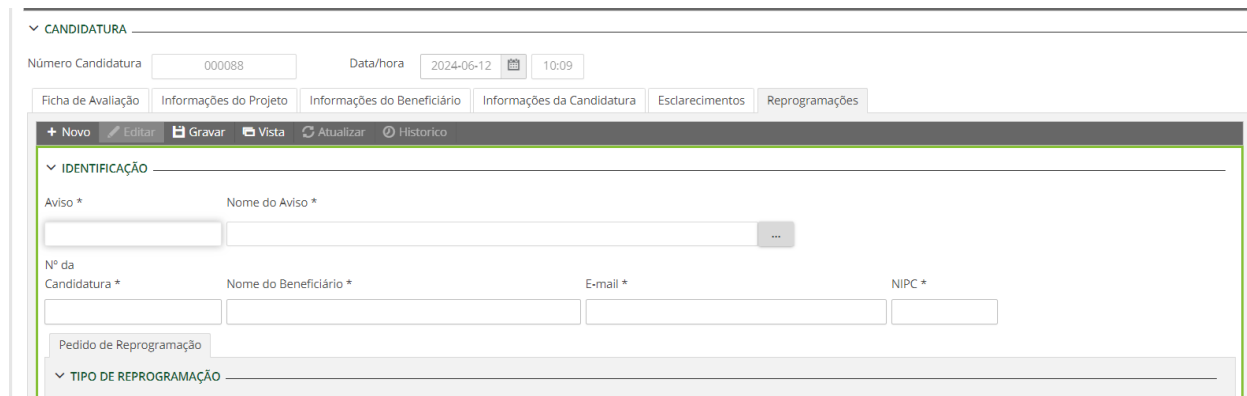 CANDIDATURA
Número Candidatura 000088 Data/hora 2024-06-12 10:09
Ficha de Avaliação Informações do Projeto Informações do Beneficiário Informações da Candidatura Esclarecimentos Reprogramações
+ Novo Editar Gravar Vista Atualizar Historico
IDENTIFICAÇÃO
Aviso * Nome do Aviso *
...
Nº da
Candidatura * Nome do Beneficiário * E-mail * NIPC *
Pedido de Reprogramação
TIPO DE REPROGRAMAÇÃO